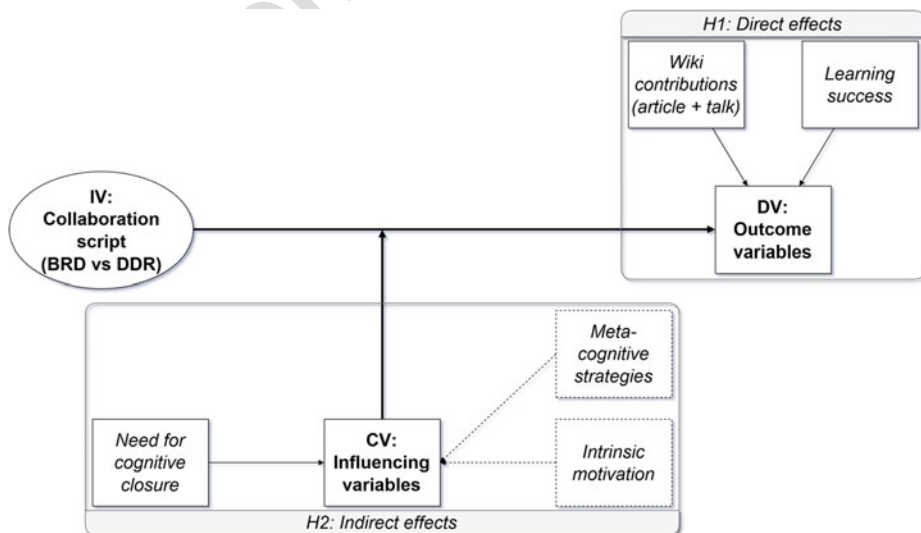 H1: Direct effects
Wiki
contributions
(article + talk)
Learning
success
IV:
Collaboration
script
(BRD vs DDR)
DV:
Outcome
variables
Meta-
cognitive
strategies
Need for
cognitive
closure
CV:
Influencing
variables
Intrinsic
motivation
H2: Indirect effects